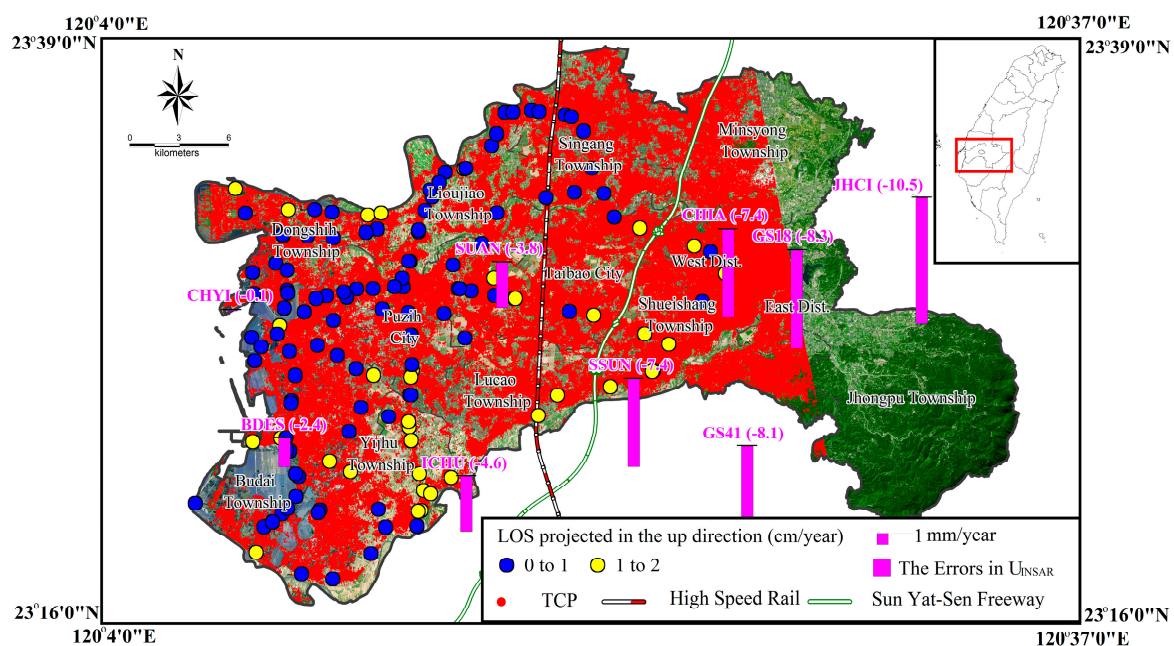 120°4'0"E
120°37'0"E
23°39'0"N
23°39'0"N
N
0 3 6
kilometers
Minsyong
Township
Singang
Township
JHCI (-10.5)
Lioujiao
Township
CHIA (-7.4)
Dongshih
Township
GS18 (-8.3)
SUAN (-3.8)
West Dist.
Taibao City
CHYI (-0.1)
Shueishang
Township
East Dist.
Puzih
City
SSUN (-7.4)
Lucao
Township
Jhongpu Township
BDES (-2.4)
GS41 (-8.1)
Yijhu
Township
ICHU (-4.6)
Budai
Township
LOS projected in the up direction (cm/year)
1 mm/year
0 to 1
1 to 2
The Errors in UINSAR
TCP
High Speed Rail
Sun Yat-Sen Freeway
23°16'0"N
23°16'0"N
120°4'0"E
120°37'0"E